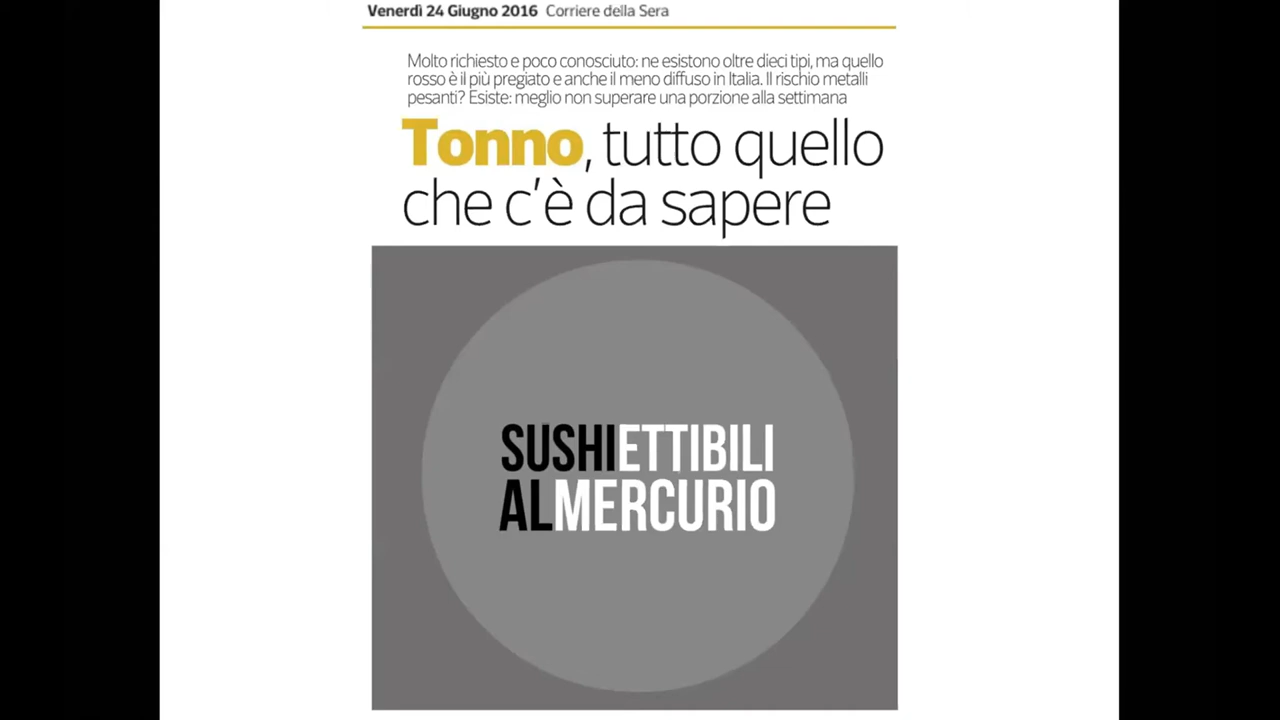 Venerdì 24 Giugno 2016 Corriere della Sera
Molto richiesto e poco conosciuto: ne esistono oltre dieci tipi, ma quello
rosso è il più pregiato e anche il meno diffuso in Italia. Il rischio metalli
pesanti? Esiste: meglio non superare una porzione alla settimana
Tonno, tutto quello
che c'è da sapere
SUSHIETTIBILI
ALMERCURIO